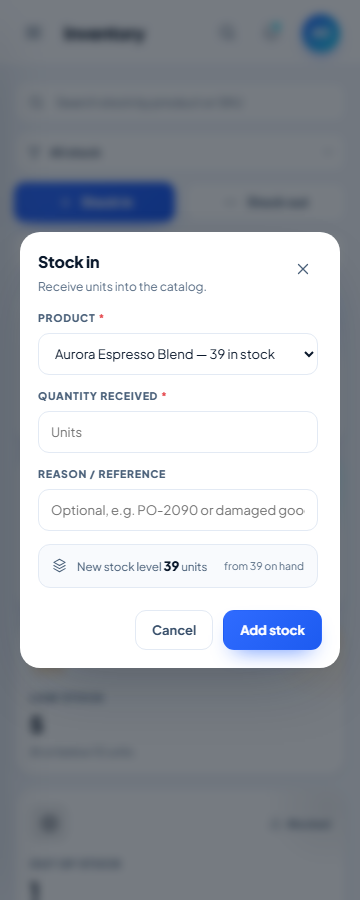 Inventory
Stock in
Receive units into the catalog.
PRODUCT *
Aurora Espresso Blend — 39 in stock
QUANTITY RECEIVED *
Units
REASON / REFERENCE
Optional, e.g. PO-2090 or damaged goo
New stock level 39 units from 39 on hand
Cancel Add stock